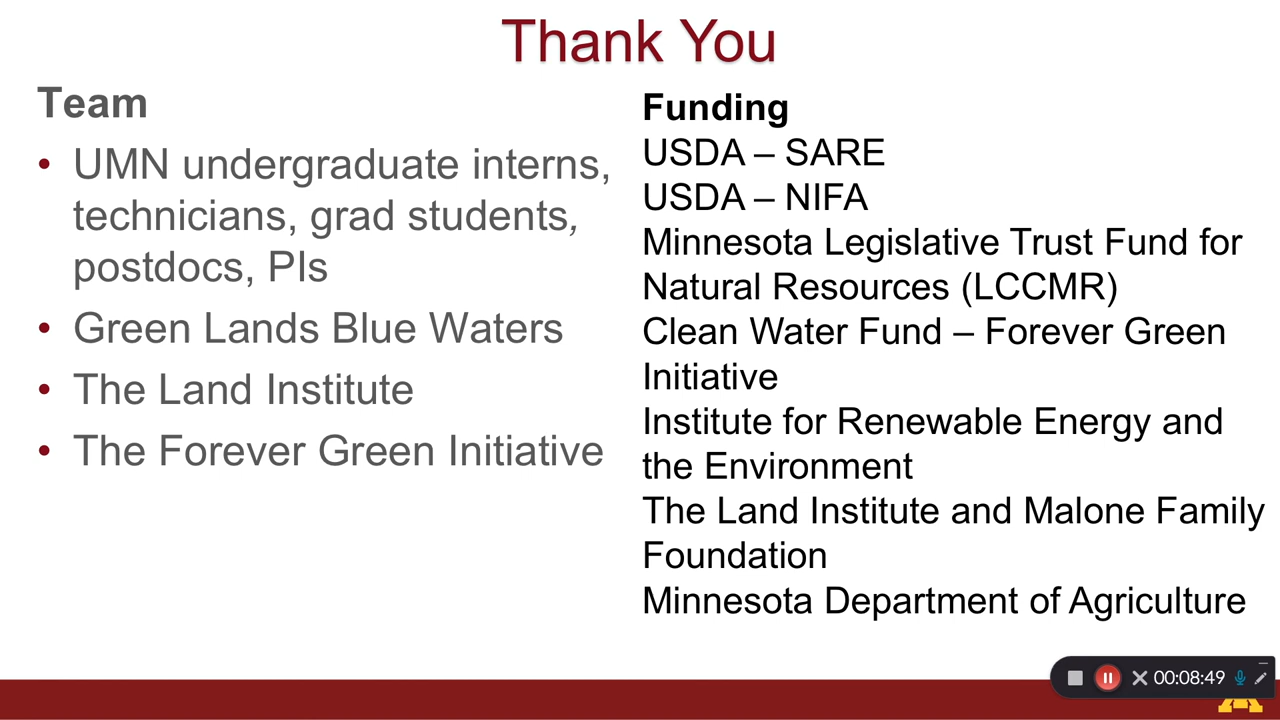 Thank You
Team
• UMN undergraduate interns,
technicians, grad students,
postdocs, PIs
• Green Lands Blue Waters
• The Land Institute
• The Forever Green Initiative
Funding
USDA – SARE
USDA – NIFA
Minnesota Legislative Trust Fund for
Natural Resources (LCCMR)
Clean Water Fund – Forever Green
Initiative
Institute for Renewable Energy and
the Environment
The Land Institute and Malone Family
Foundation
Minnesota Department of Agriculture
00:08:49